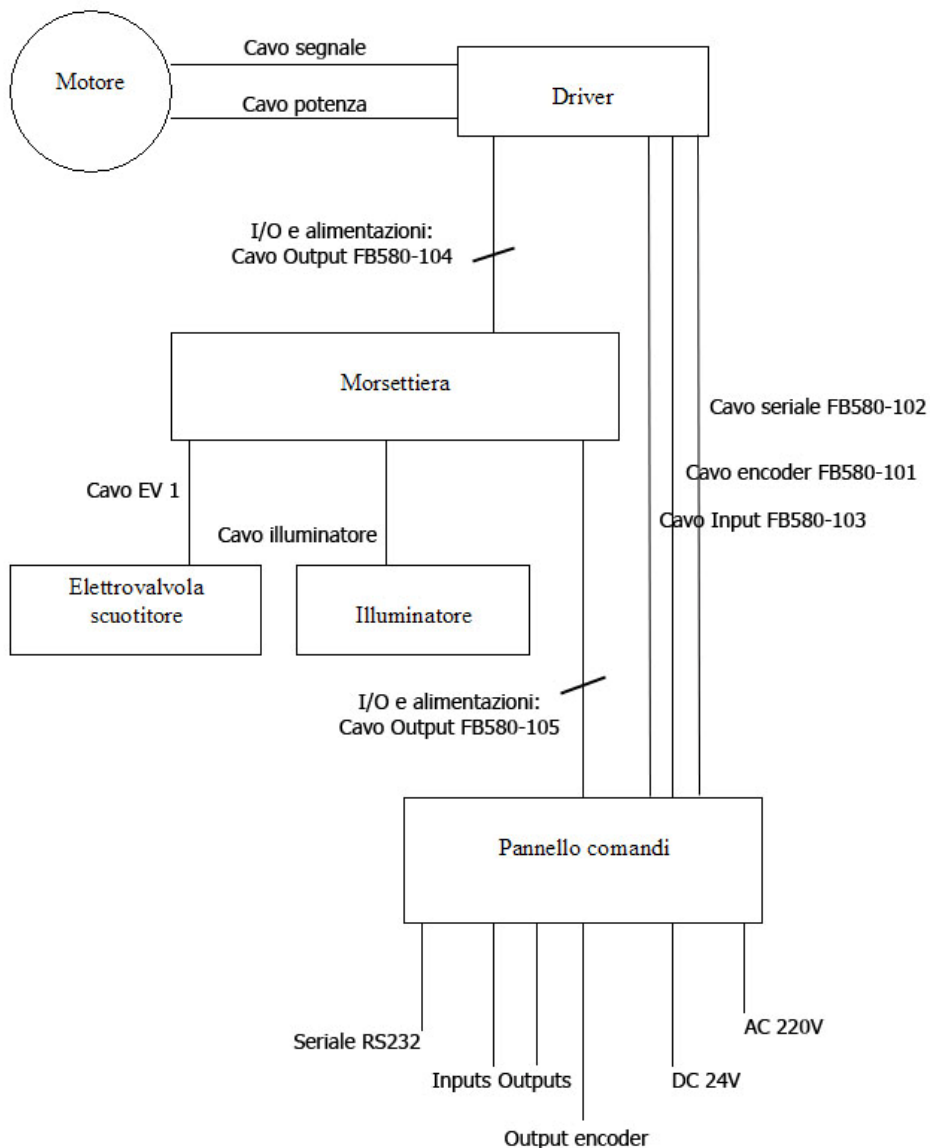 Cavo segnale
Motore
Driver
Cavo potenza
I/O e alimentazioni:
Cavo Output FB580-104
Morsettiera
Cavo seriale FB580-102
Cavo encoder FB580-101
Cavo EV 1
Cavo Input FB580-103
Cavo illuminatore
Elettrovalvola
scuotitore
Illuminatore
I/O e alimentazioni:
Cavo Output FB580-105
Pannello comandi
AC 220V
Seriale RS232
Inputs Outputs
DC 24V
Output encoder